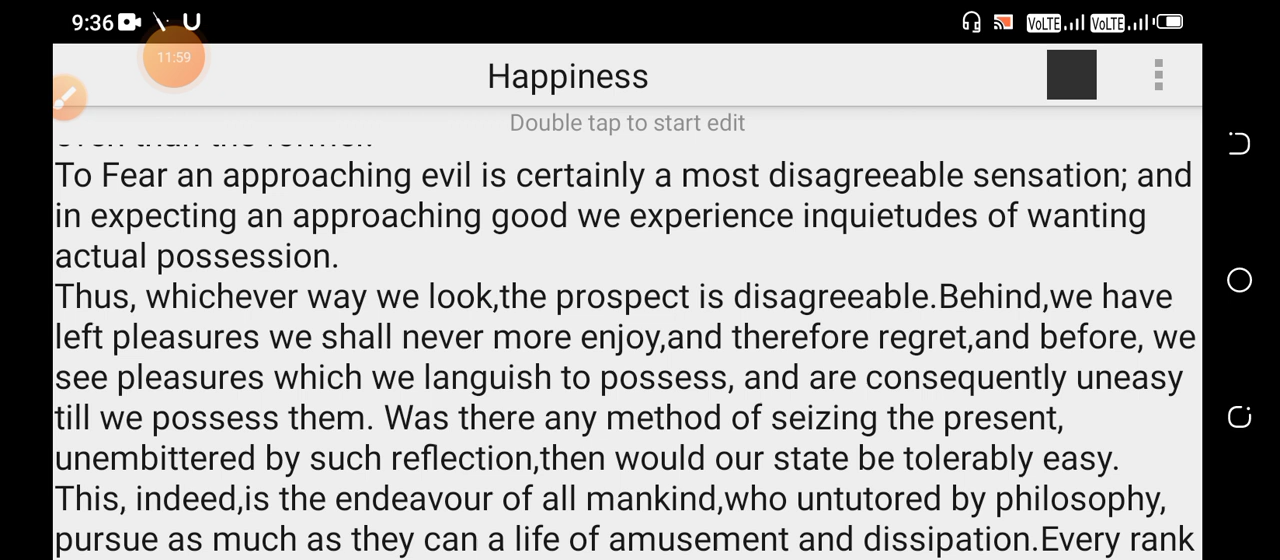 9:36
VoLTE VoLTE
11:59
Happiness
Double tap to start edit
even than the former.
To Fear an approaching evil is certainly a most disagreeable sensation; and
in expecting an approaching good we experience inquietudes of wanting
actual possession.
Thus, whichever way we look,the prospect is disagreeable.Behind,we have
left pleasures we shall never more enjoy,and therefore regret,and before, we
see pleasures which we languish to possess, and are consequently uneasy
till we possess them. Was there any method of seizing the present,
unembittered by such reflection,then would our state be tolerably easy.
This, indeed,is the endeavour of all mankind,who untutored by philosophy,
pursue as much as they can a life of amusement and dissipation.Every rank